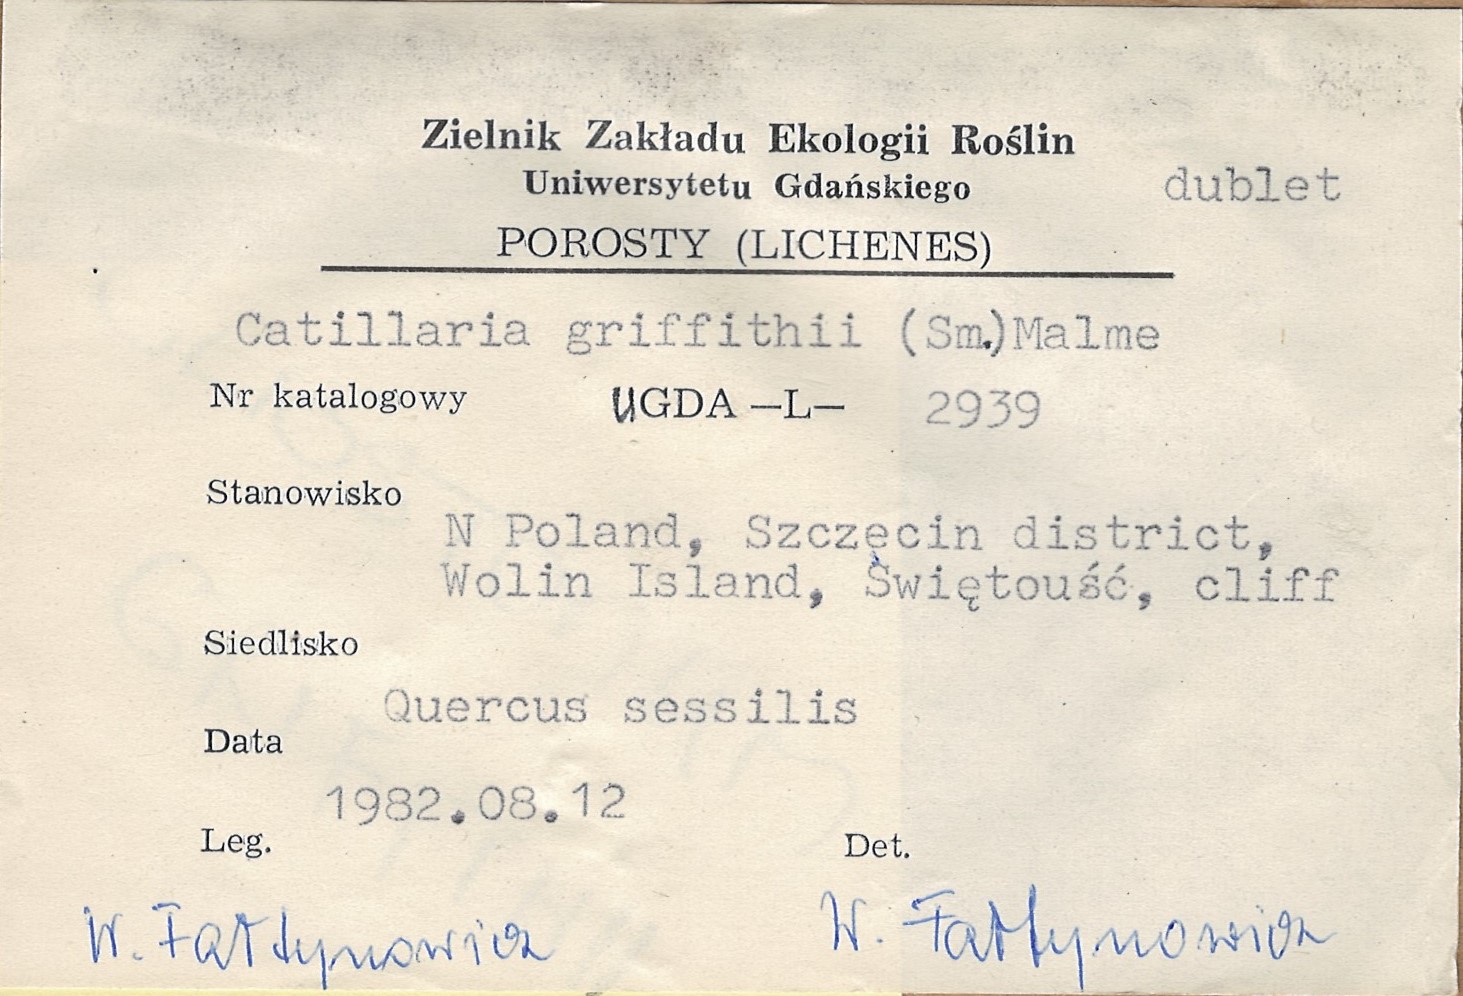 Zielnik Zakładu Ekologii Roślin
Uniwersytetu Gdańskiego
dublet
POROSTY (LICHENES)
Catillaria griffithii (Sm.)Malme
Nr katalogowy UGDA —L— 2939
Stanowisko
N Poland, Szczecin district,
Wolin Island, Świętouść, cliff
Siedlisko
Quercus sessilis
Data
1982.08.12
Leg. Det.
W. Fałtynowicz W. Fałtynowicz